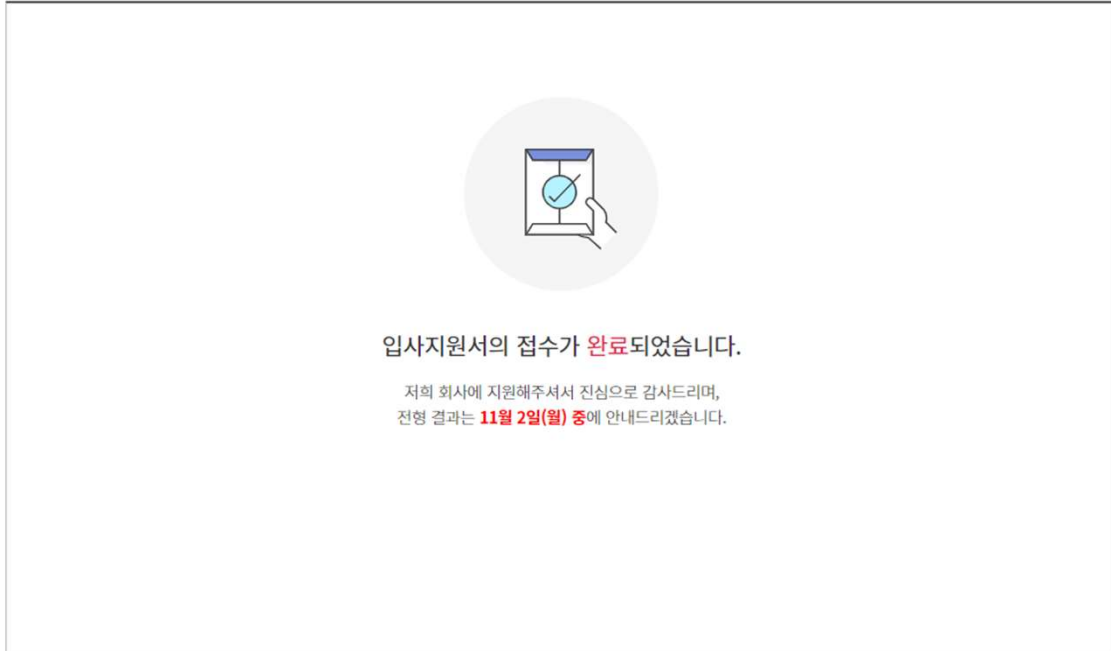 입사지원서의 접수가 완료되었습니다.
저희 회사에 지원해주셔서 진심으로 감사드리며,
전형 결과는 11월 2일(월) 중에 안내드리겠습니다.